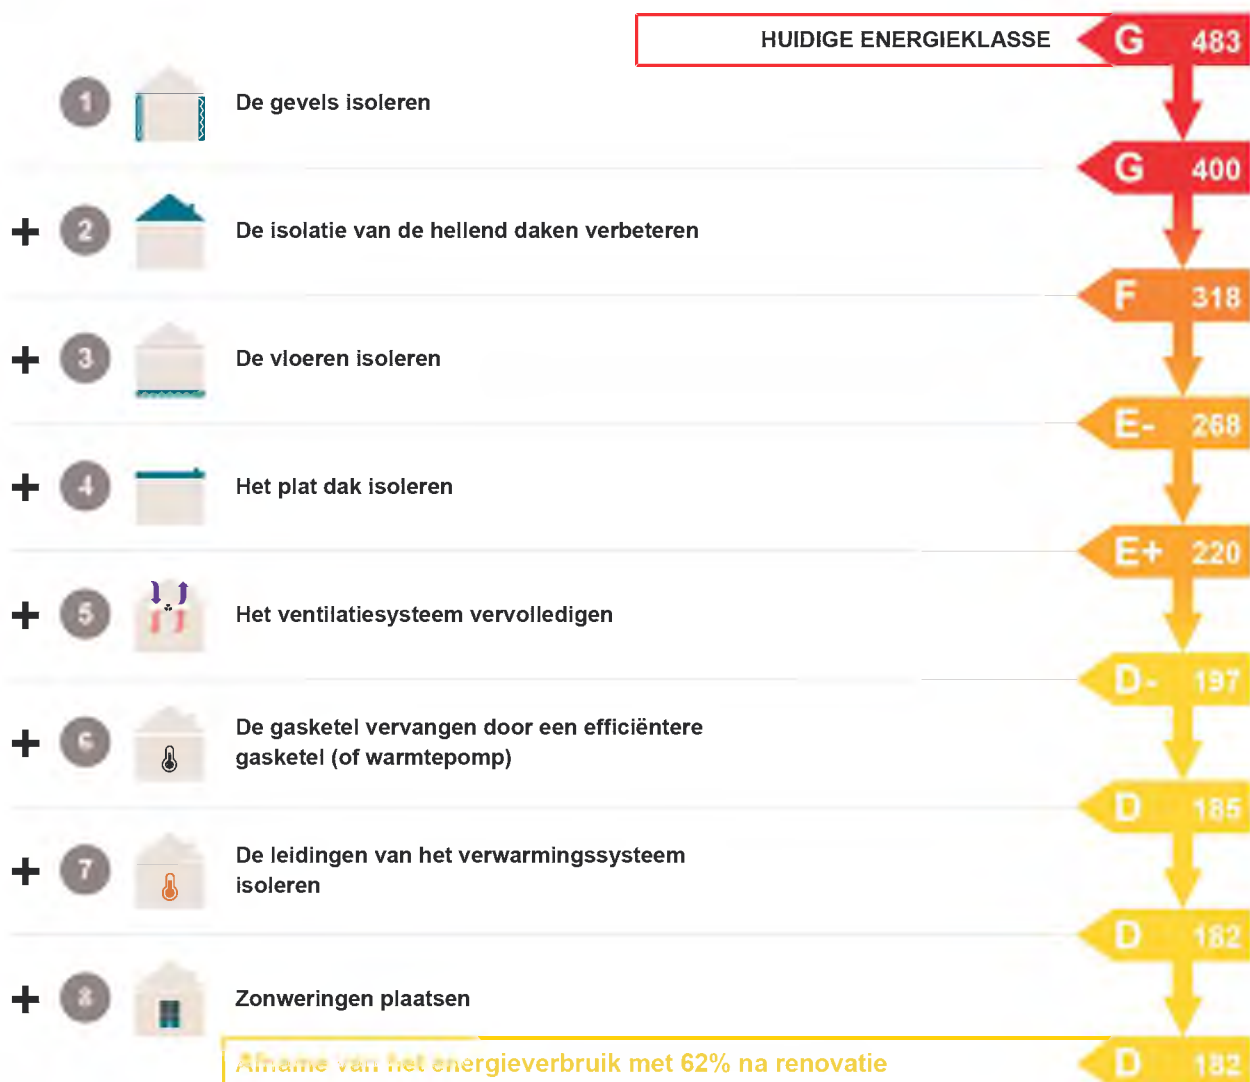 HUIDIGE ENERGIEKLASSE G 483
1 De gevels isoleren
G 400
+ 2 De isolatie van de hellend daken verbeteren
F 318
+ 3 De vloeren isoleren
E- 268
+ 4 Het plat dak isoleren
E+ 220
+ 5 Het ventilatiesysteem vervolledigen
D- 197
+ 6 De gasketel vervangen door een efficiëntere
gasketel (of warmtepomp)
D 185
+ 7 De leidingen van het verwarmingssysteem
isoleren
D 182
+ 8 Zonweringen plaatsen
Afname van het energieverbruik met 62% na renovatie D 182